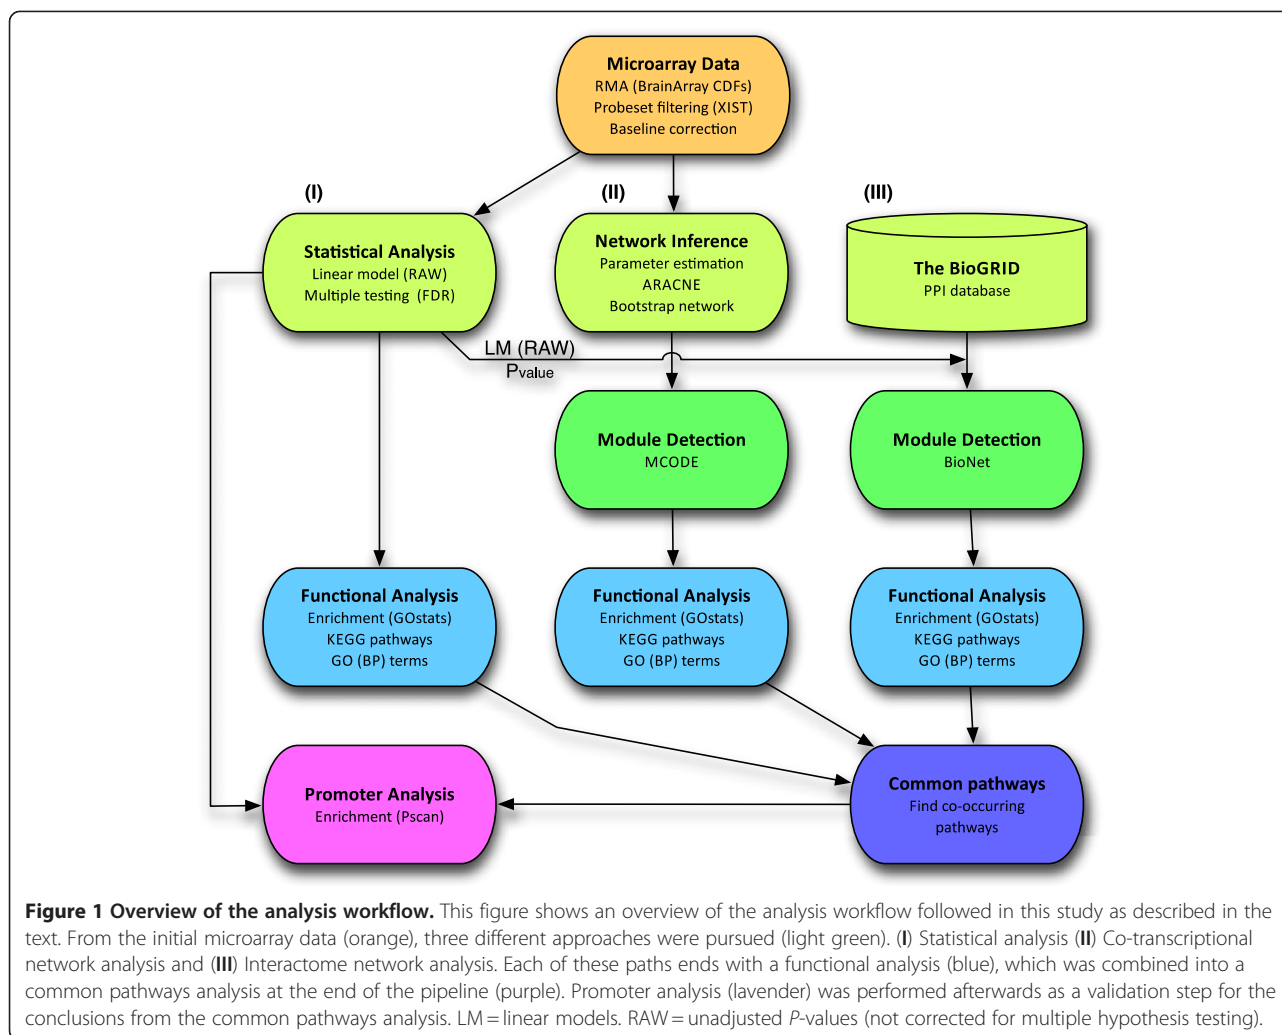 Microarray Data
RMA (BrainArray CDFs)
Probeset filtering (XIST)
Baseline correction
(I)
(II)
(III)
Statistical Analysis
Linear model (RAW)
Multiple testing (FDR)
Network Inference
Parameter estimation
ARACNE
Bootstrap network
The BioGRID
PPI database
LM (RAW)
Pvalue
Module Detection
MCODE
Module Detection
BioNet
Functional Analysis
Enrichment (GOstats)
KEGG pathways
GO (BP) terms
Functional Analysis
Enrichment (GOstats)
KEGG pathways
GO (BP) terms
Functional Analysis
Enrichment (GOstats)
KEGG pathways
GO (BP) terms
Promoter Analysis
Enrichment (Pscan)
Common pathways
Find co-occurring
pathways
Figure 1 Overview of the analysis workflow. This figure shows an overview of the analysis workflow followed in this study as described in the
text. From the initial microarray data (orange), three different approaches were pursued (light green). (I) Statistical analysis (II) Co-transcriptional
network analysis and (III) Interactome network analysis. Each of these paths ends with a functional analysis (blue), which was combined into a
common pathways analysis at the end of the pipeline (purple). Promoter analysis (lavender) was performed afterwards as a validation step for the
conclusions from the common pathways analysis. LM = linear models. RAW = unadjusted P-values (not corrected for multiple hypothesis testing).